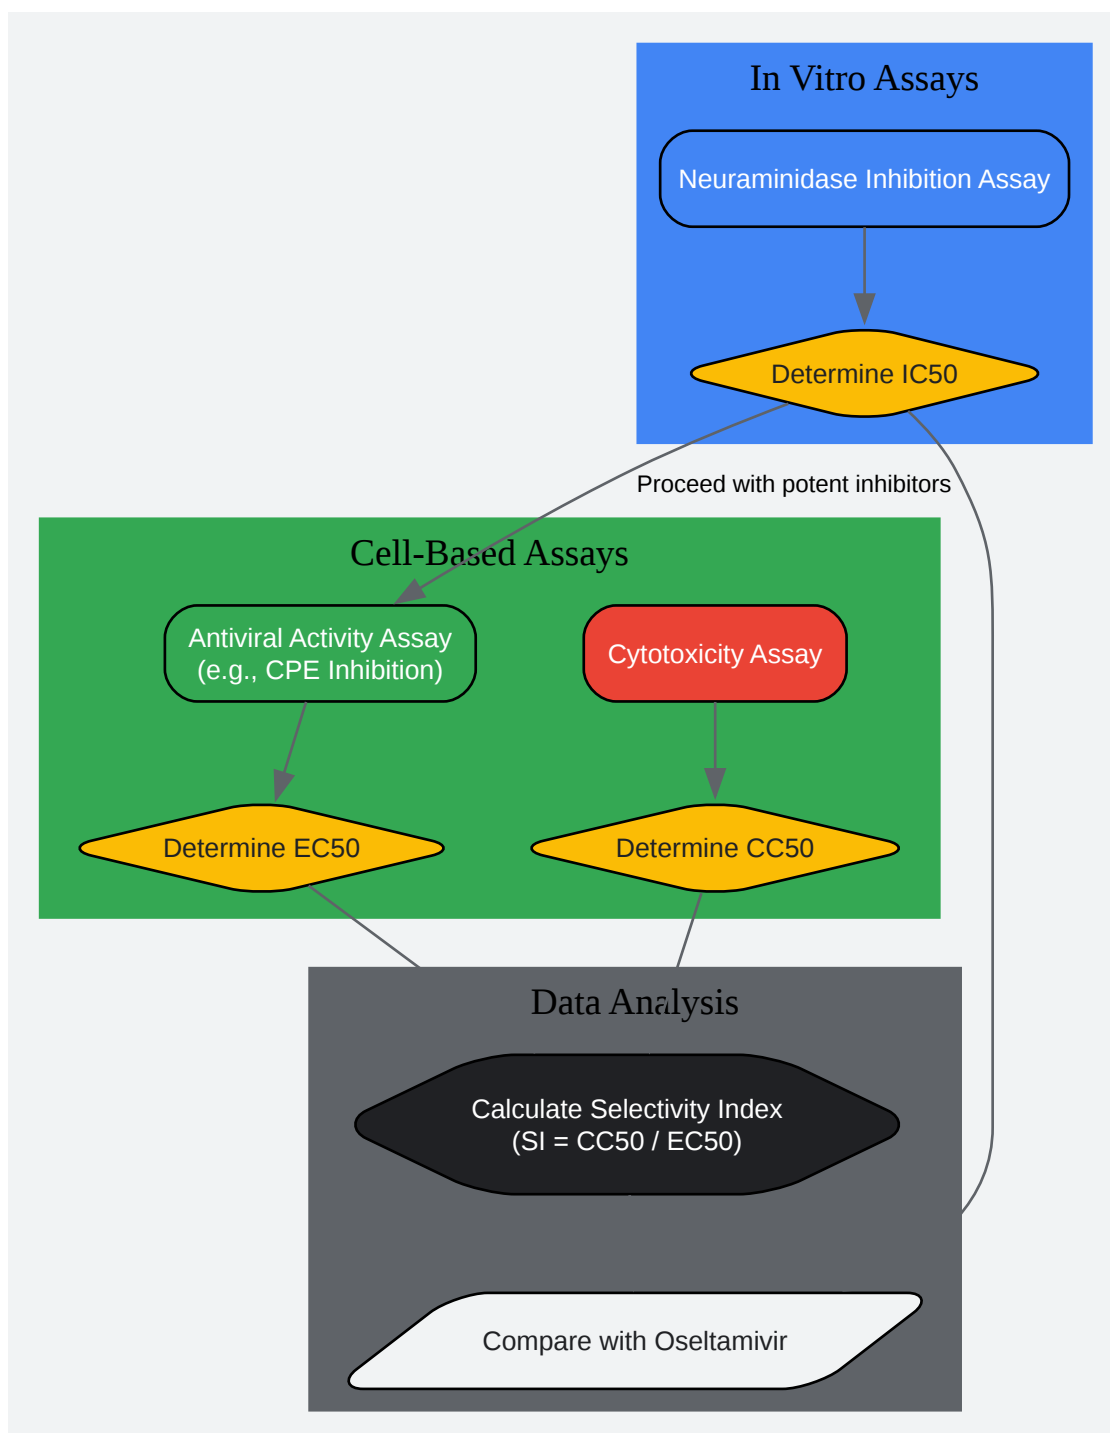 In Vitro Assays
Neuraminidase Inhibition Assay
Determine IC50
Proceed with potent inhibitors
Cell-Based Assays
Antiviral Activity Assay
(e.g., CPE Inhibition)
Cytotoxicity Assay
Determine EC50
Determine CC50
Data Analysis
Calculate Selectivity Index
(SI = CC50 / EC50)
Compare with Oseltamivir